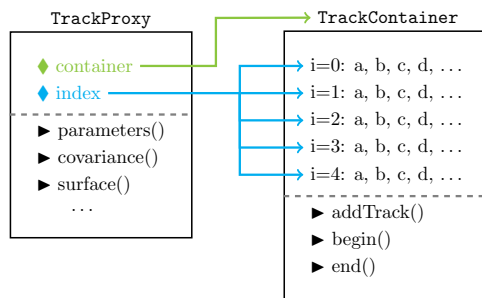 TrackProxy
container
index
parameters()
covariance()
surface()
...
TrackContainer
i=0: a, b, c, d, ...
i=1: a, b, c, d, ...
i=2: a, b, c, d, ...
i=3: a, b, c, d, ...
i=4: a, b, c, d, ...
addTrack()
begin()
end()